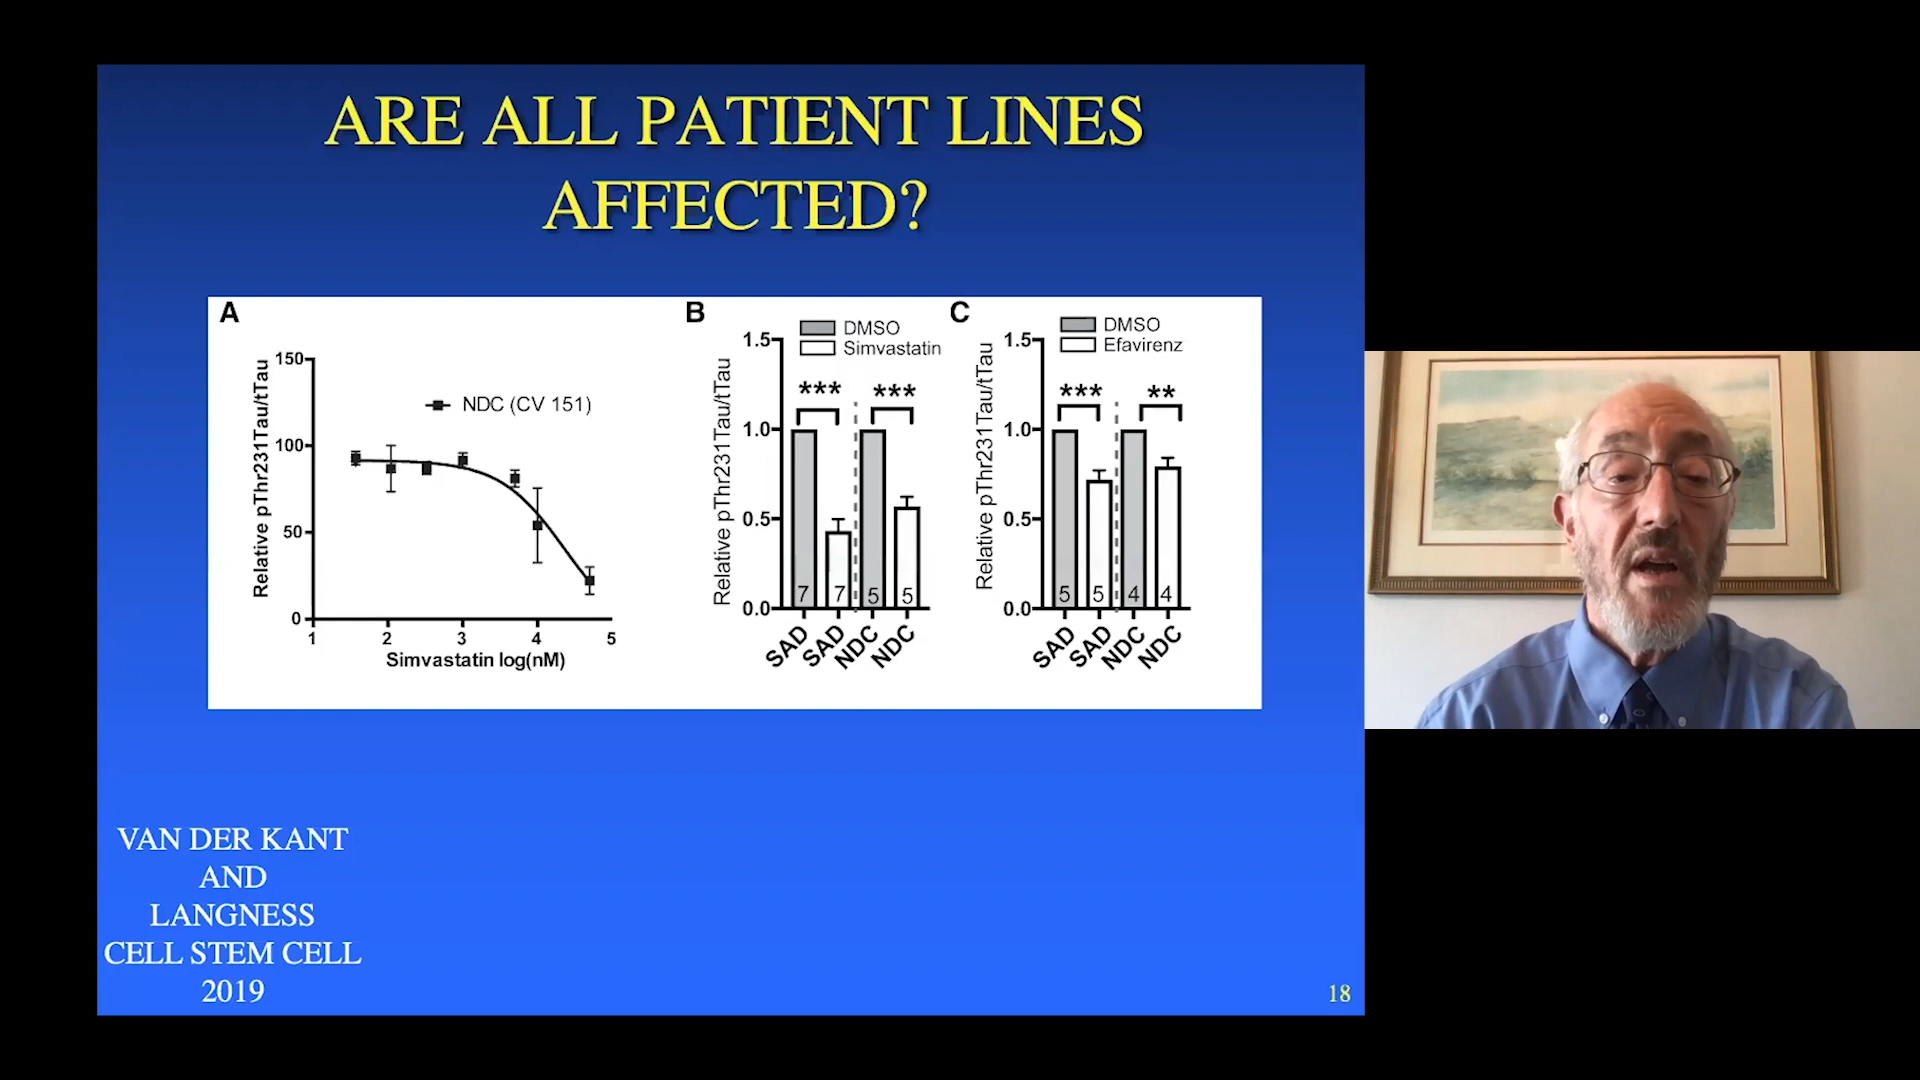 ARE ALL PATIENT LINES
AFFECTED?
A
Relative pThr231Tau/tTau
150
100
50
0
NDC (CV 151)
1 2 3 4 5
Simvastatin log(nM)
B
Relative pThr231Tau/tTau
1.5
1.0
0.5
0.0
DMSO
Simvastatin
*** ***
7 7 5 5
SAD SAD NDC NDC
C
Relative pThr231Tau/tTau
1.5
1.0
0.5
0.0
DMSO
Efavirenz
*** **
5 5 4 4
SAD SAD NDC NDC
VAN DER KANT
AND
LANGNESS
CELL STEM CELL
2019
18